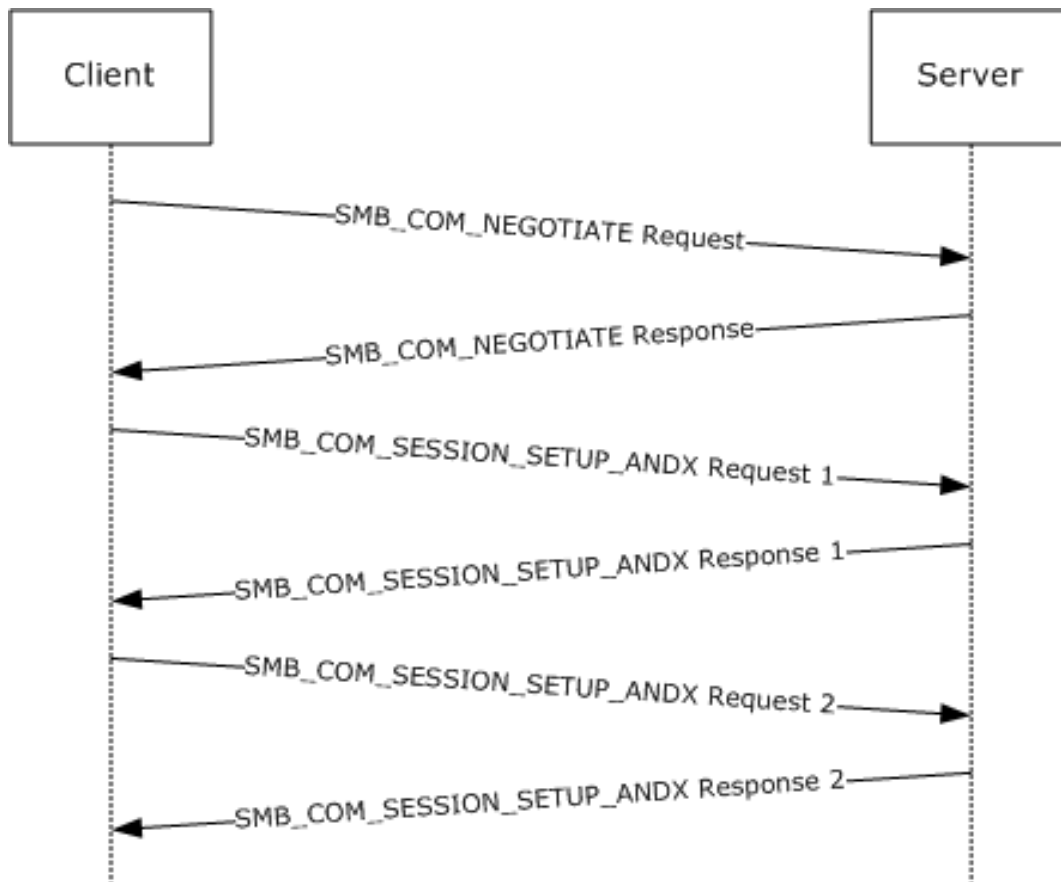 Client
Server
SMB_COM_NEGOTIATE Request
SMB_COM_NEGOTIATE Response
SMB_COM_SESSION_SETUP_ANDX Request 1
SMB_COM_SESSION_SETUP_ANDX Response 1
SMB_COM_SESSION_SETUP_ANDX Request 2
SMB_COM_SESSION_SETUP_ANDX Response 2